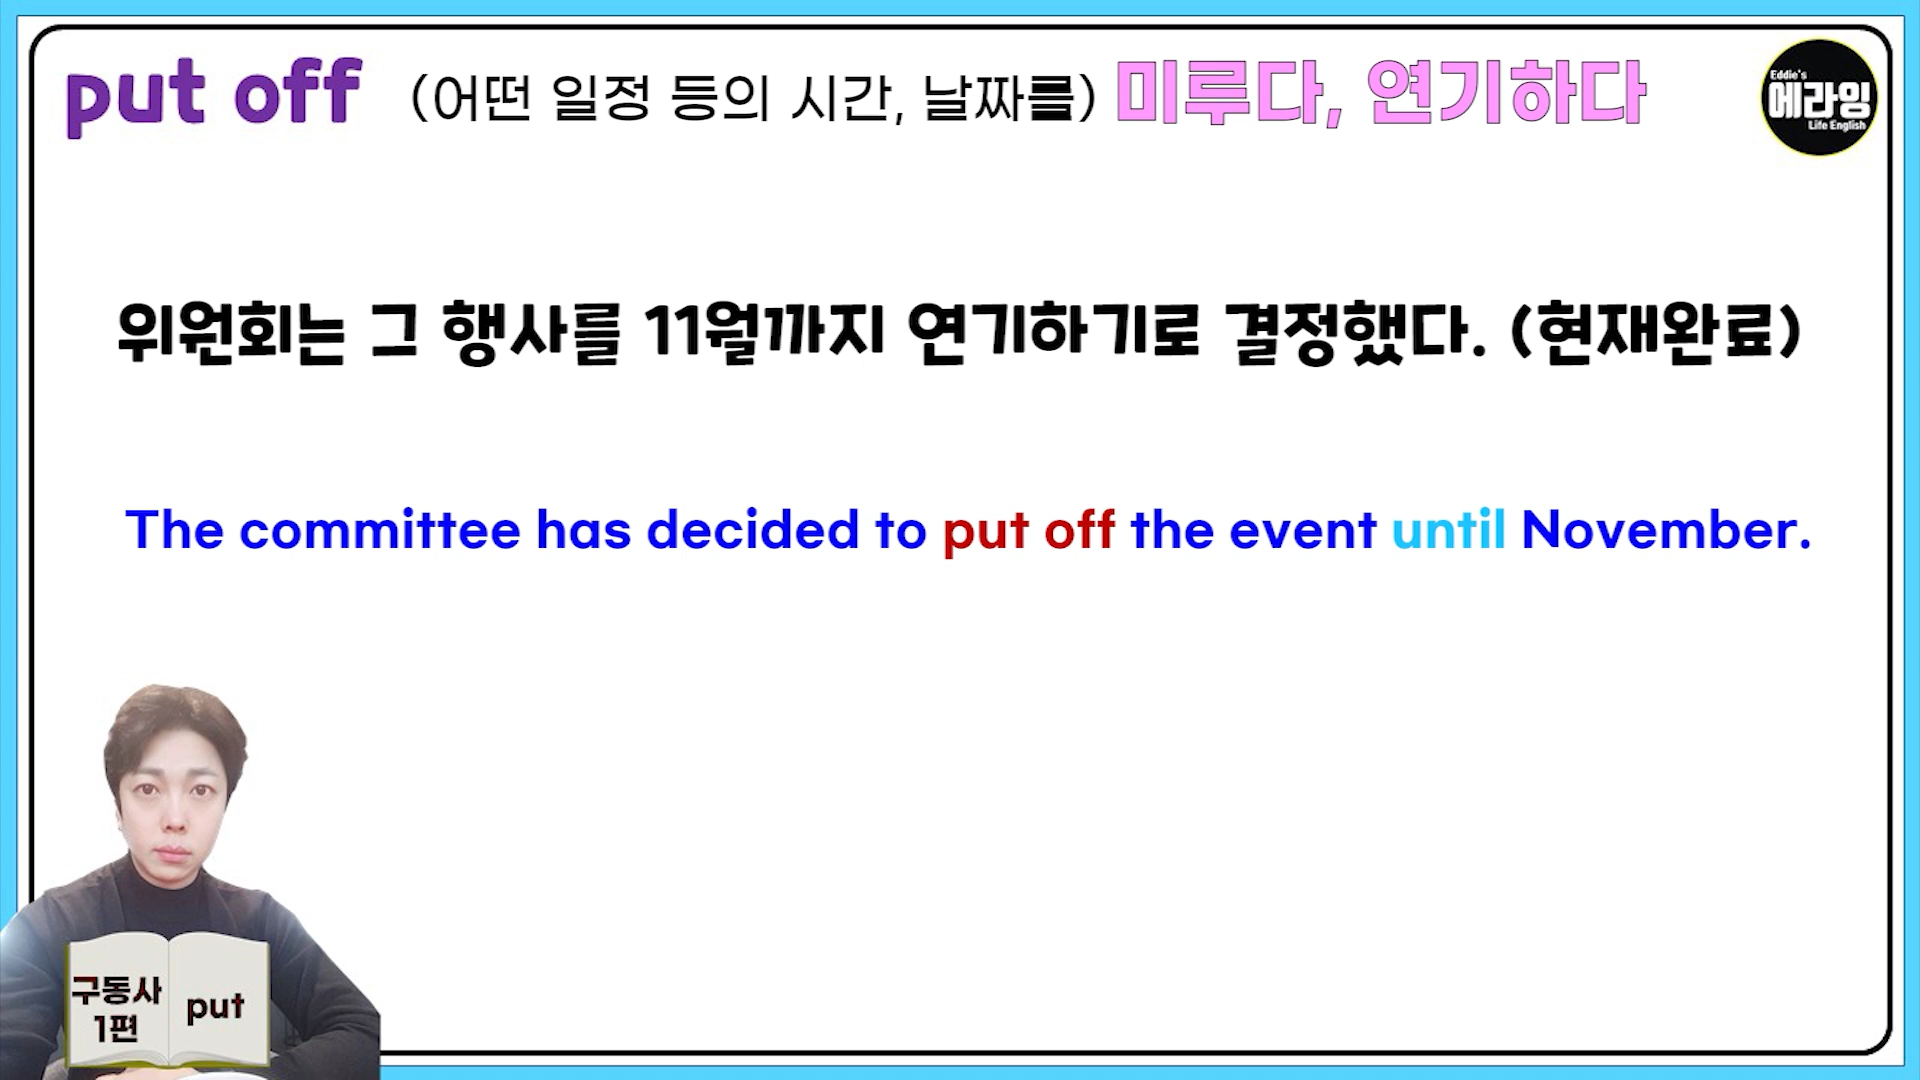 put off (어떤 일정 등의 시간, 날짜를) 미루다, 연기하다
Eddie's
에라잉
Life English
위원회는 그 행사를 11월까지 연기하기로 결정했다. (현재완료)
The committee has decided to put off the event until November.
구동사
1편
put